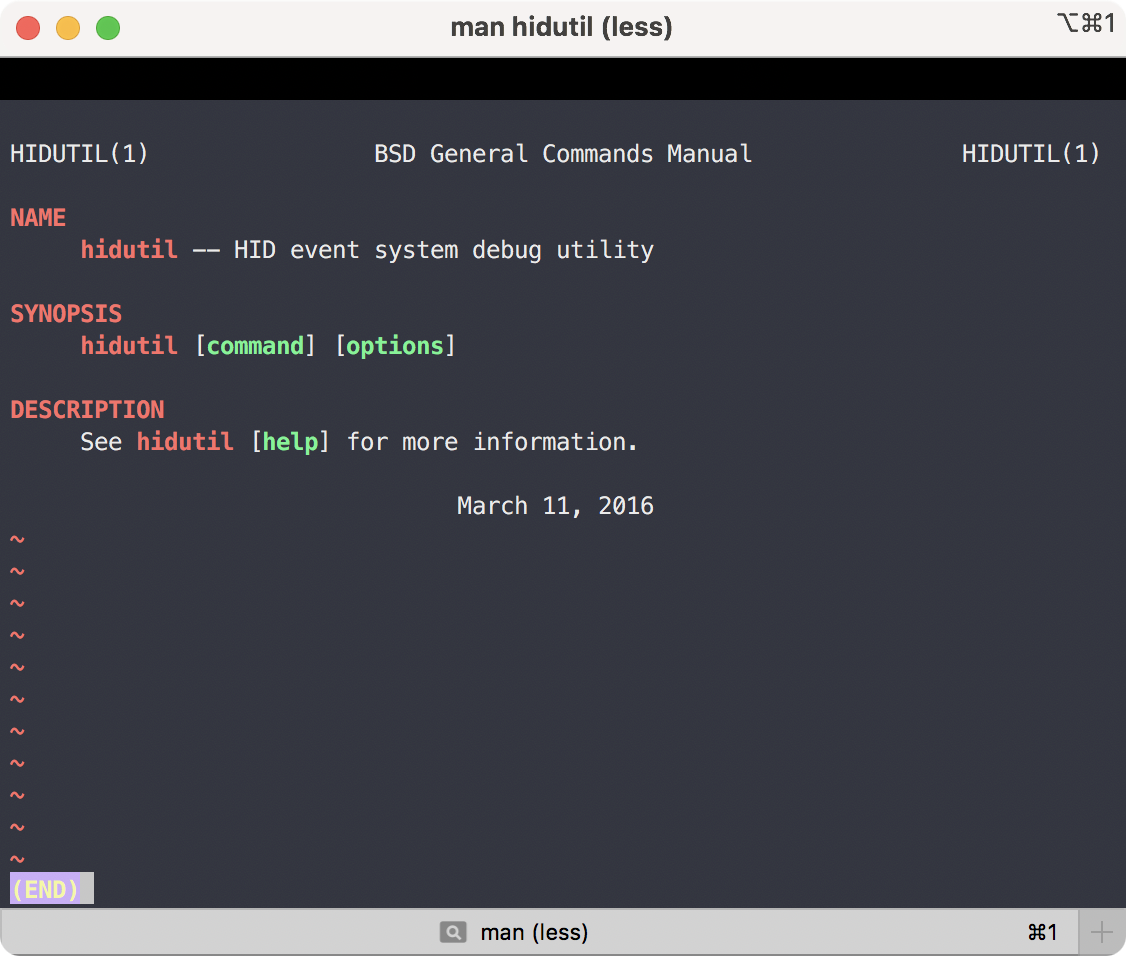 man hidutil (less)
⌥⌘1
HIDUTIL(1) BSD General Commands Manual HIDUTIL(1)
NAME
hidutil –– HID event system debug utility
SYNOPSIS
hidutil [command] [options]
DESCRIPTION
See hidutil [help] for more information.
March 11, 2016
~
~
~
~
~
~
~
~
~
~
~
(END)
man (less) ⌘1